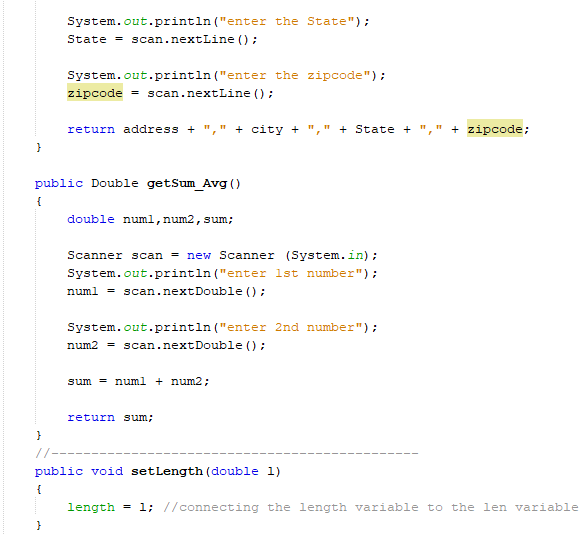 System.out.println("enter the State");
State = scan.nextLine();
System.out.println("enter the zipcode");
zipcode = scan.nextLine();
return address + "," + city + "," + State + "," + zipcode;
}
public Double getSum_Avg()
{
double num1,num2,sum;
Scanner scan = new Scanner (System.in);
System.out.println("enter 1st number");
num1 = scan.nextDouble();
System.out.println("enter 2nd number");
num2 = scan.nextDouble();
sum = num1 + num2;
return sum;
}
//----------------------------------------------
public void setLength(double l)
{
length = l; //connecting the length variable to the len variable
}